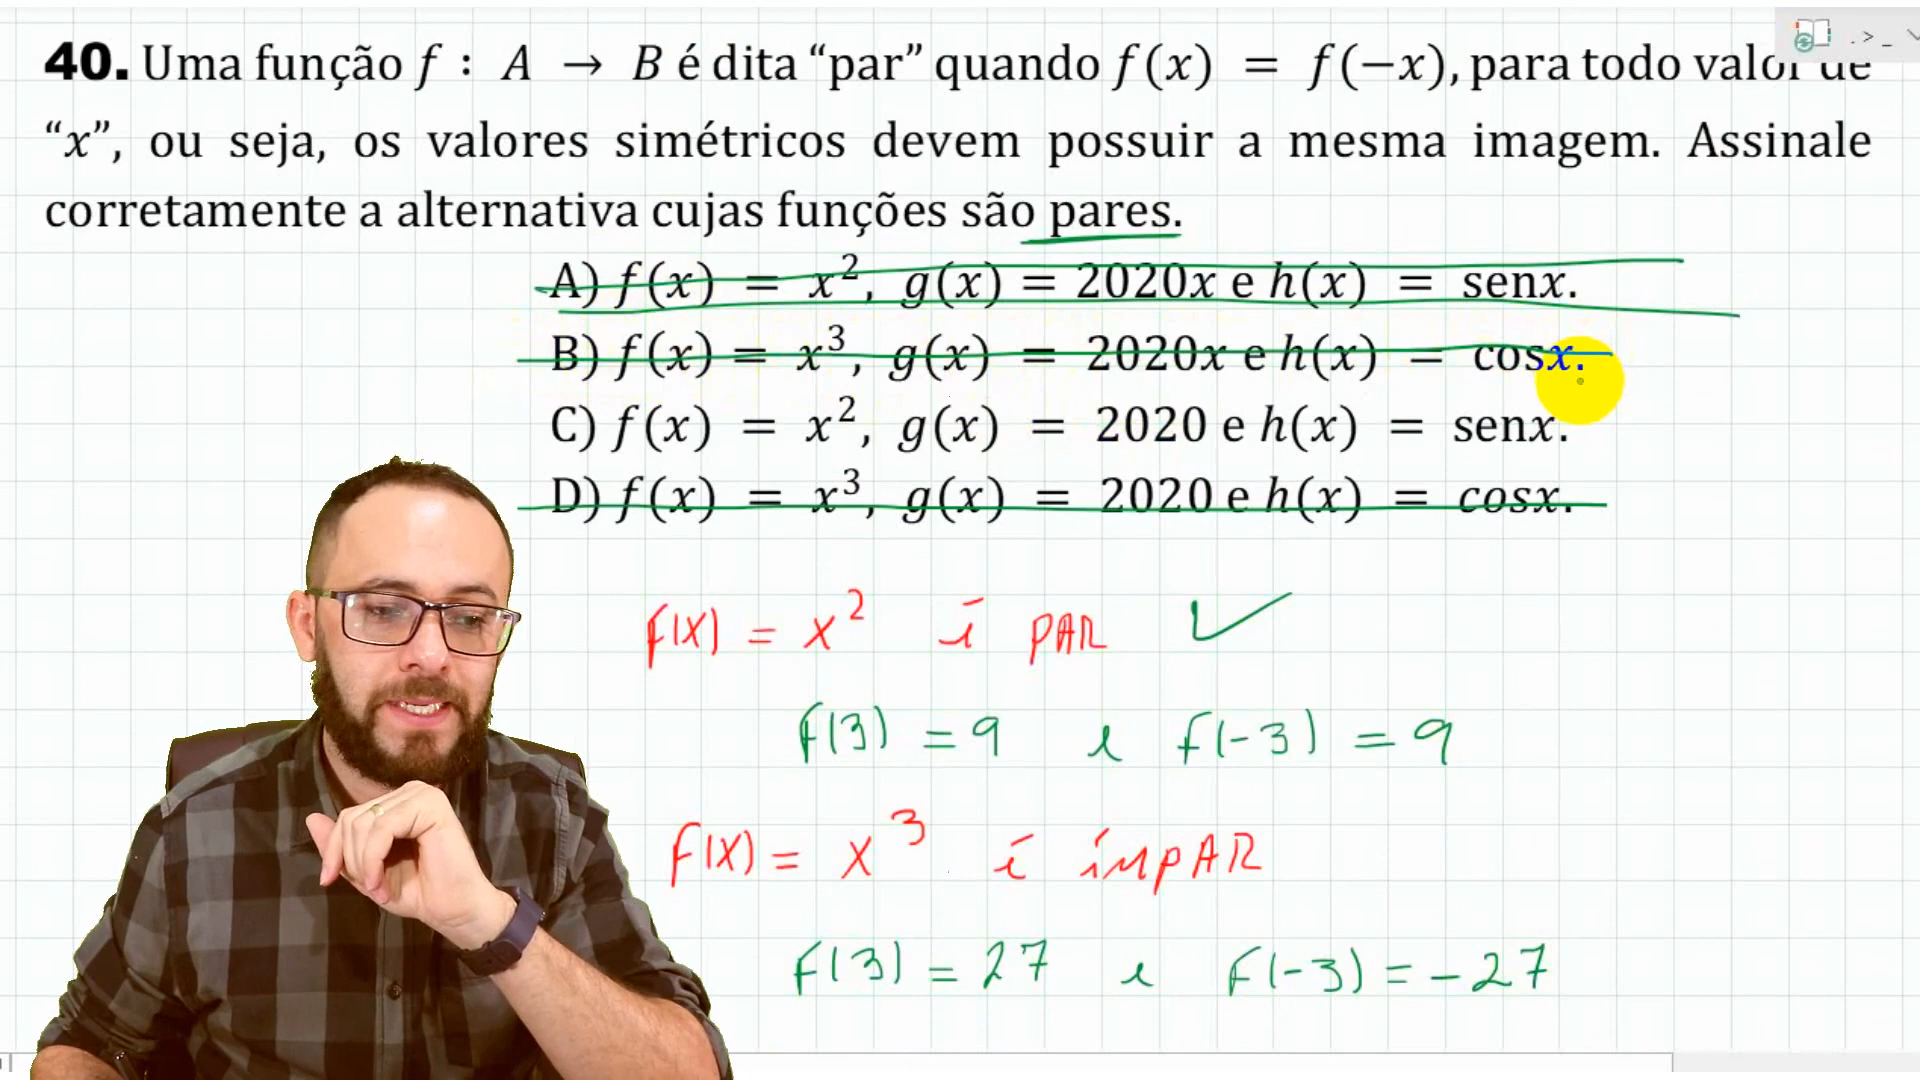 40. Uma função f : A → B é dita “par” quando f(x) = f(−x), para todo valor de
“x”, ou seja, os valores simétricos devem possuir a mesma imagem. Assinale
corretamente a alternativa cujas funções são pares.
A) f(x) = x², g(x) = 2020x e h(x) = senx.
B) f(x) = x³, g(x) = 2020x e h(x) = cosx.
C) f(x) = x², g(x) = 2020 e h(x) = senx.
D) f(x) = x³, g(x) = 2020 e h(x) = cosx.
F(X) = X² é PAR ✓
F(3) = 9 e F(-3) = 9
F(X) = X³ é ímPAR
F(3) = 27 e F(-3) = -27